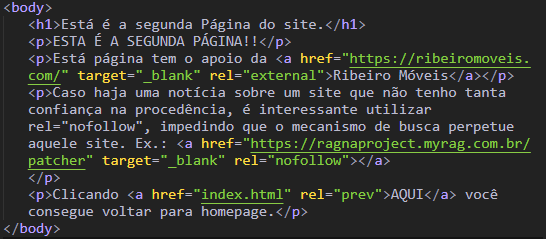 <body>
<h1>Está é a segunda Página do site.</h1>
<p>ESTA É A SEGUNDA PÁGINA!!</p>
<p>Está página tem o apoio da <a href="https://ribeiromoveis.
com/" target="_blank" rel="external">Ribeiro Móveis</a></p>
<p>Caso haja uma notícia sobre um site que não tenho tanta
confiança na procedência, é interessante utilizar
rel="nofollow", impedindo que o mecanismo de busca perpetue
aquele site. Ex.: <a href="https://ragnaproject.myrag.com.br/
patcher" target="_blank" rel="nofollow"></a>
</p>
<p>Clicando <a href="index.html" rel="prev">AQUI</a> você
consegue voltar para homepage.</p>
</body>